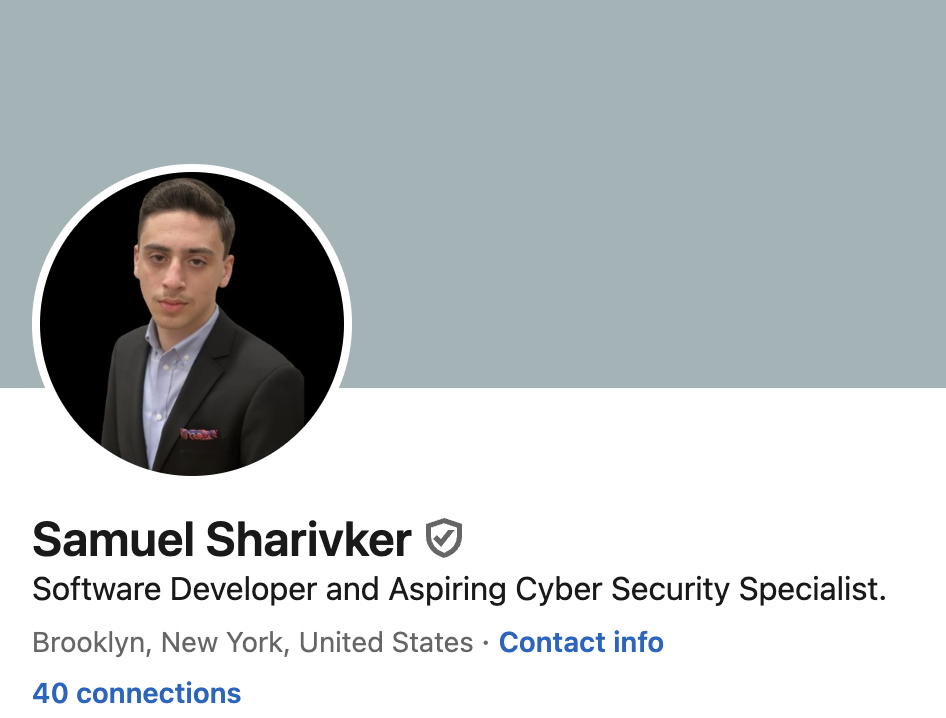 Samuel Sharivker
Software Developer and Aspiring Cyber Security Specialist.
Brooklyn, New York, United States · Contact info
40 connections